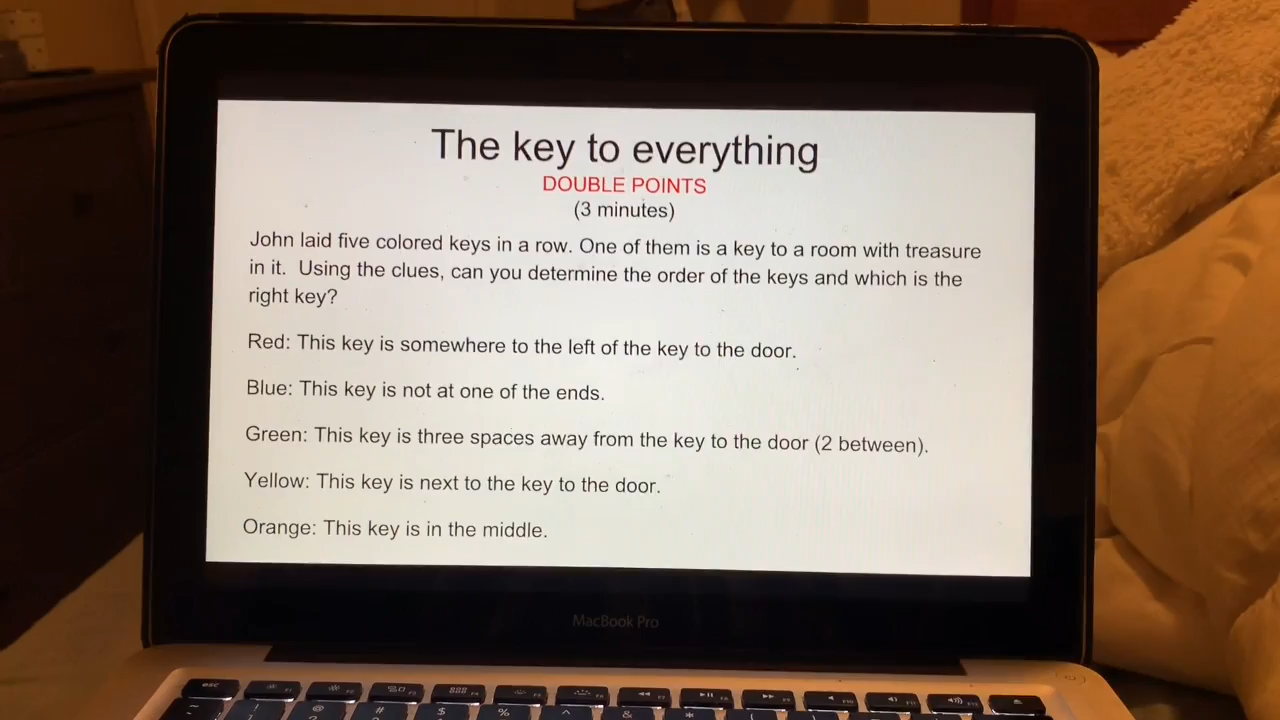 The key to everything
DOUBLE POINTS
(3 minutes)
John laid five colored keys in a row. One of them is a key to a room with treasure
in it. Using the clues, can you determine the order of the keys and which is the
right key?
Red: This key is somewhere to the left of the key to the door.
Blue: This key is not at one of the ends.
Green: This key is three spaces away from the key to the door (2 between).
Yellow: This key is next to the key to the door.
Orange: This key is in the middle.
MacBook Pro
esc